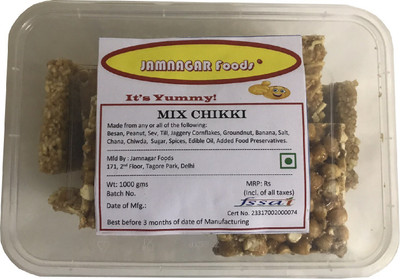 JAMNAGAR Foods®
It's Yummy!
MIX CHIKKI
Made from any or all of the following:
Besan, Peanut, Sev, Till, Jaggery Cornflakes, Groundnut, Banana, Salt,
Chana, Chiwda, Sugar, Spices, Edible Oil, Added Food Preservatives.
Mfd By : Jamnagar Foods
171, 2nd Floor, Tagore Park, Delhi
Wt: 1000 gms
MRP: Rs
Batch No.
(Incl. of all taxes)
Date of Mfg.:
fssai
Cert No. 23317002000074
Best before 3 months of date of Manufacturing